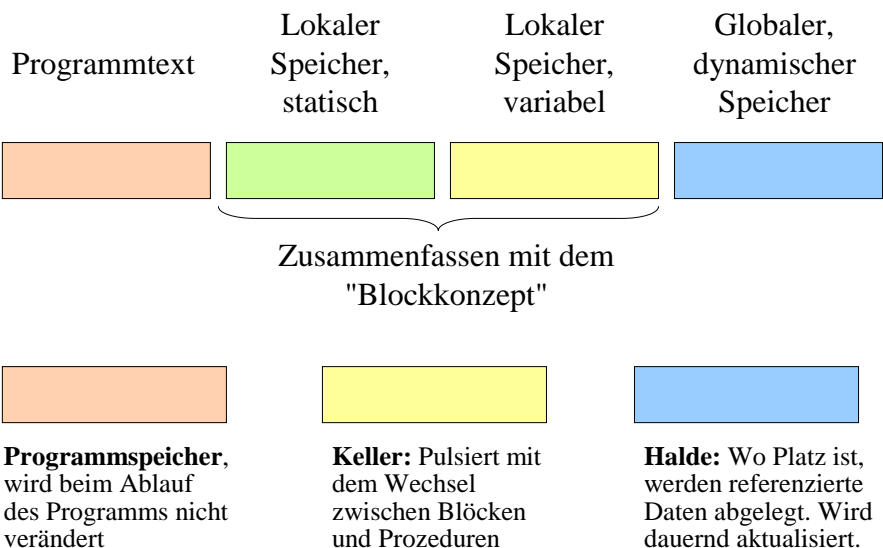 Programmtext
Lokaler
Speicher,
statisch
Lokaler
Speicher,
variabel
Globaler,
dynamischer
Speicher
Zusammenfassen mit dem
"Blockkonzept"
Programmspeicher,
wird beim Ablauf
des Programms nicht
verändert
Keller: Pulsiert mit
dem Wechsel
zwischen Blöcken
und Prozeduren
Halde: Wo Platz ist,
werden referenzierte
Daten abgelegt. Wird
dauernd aktualisiert.